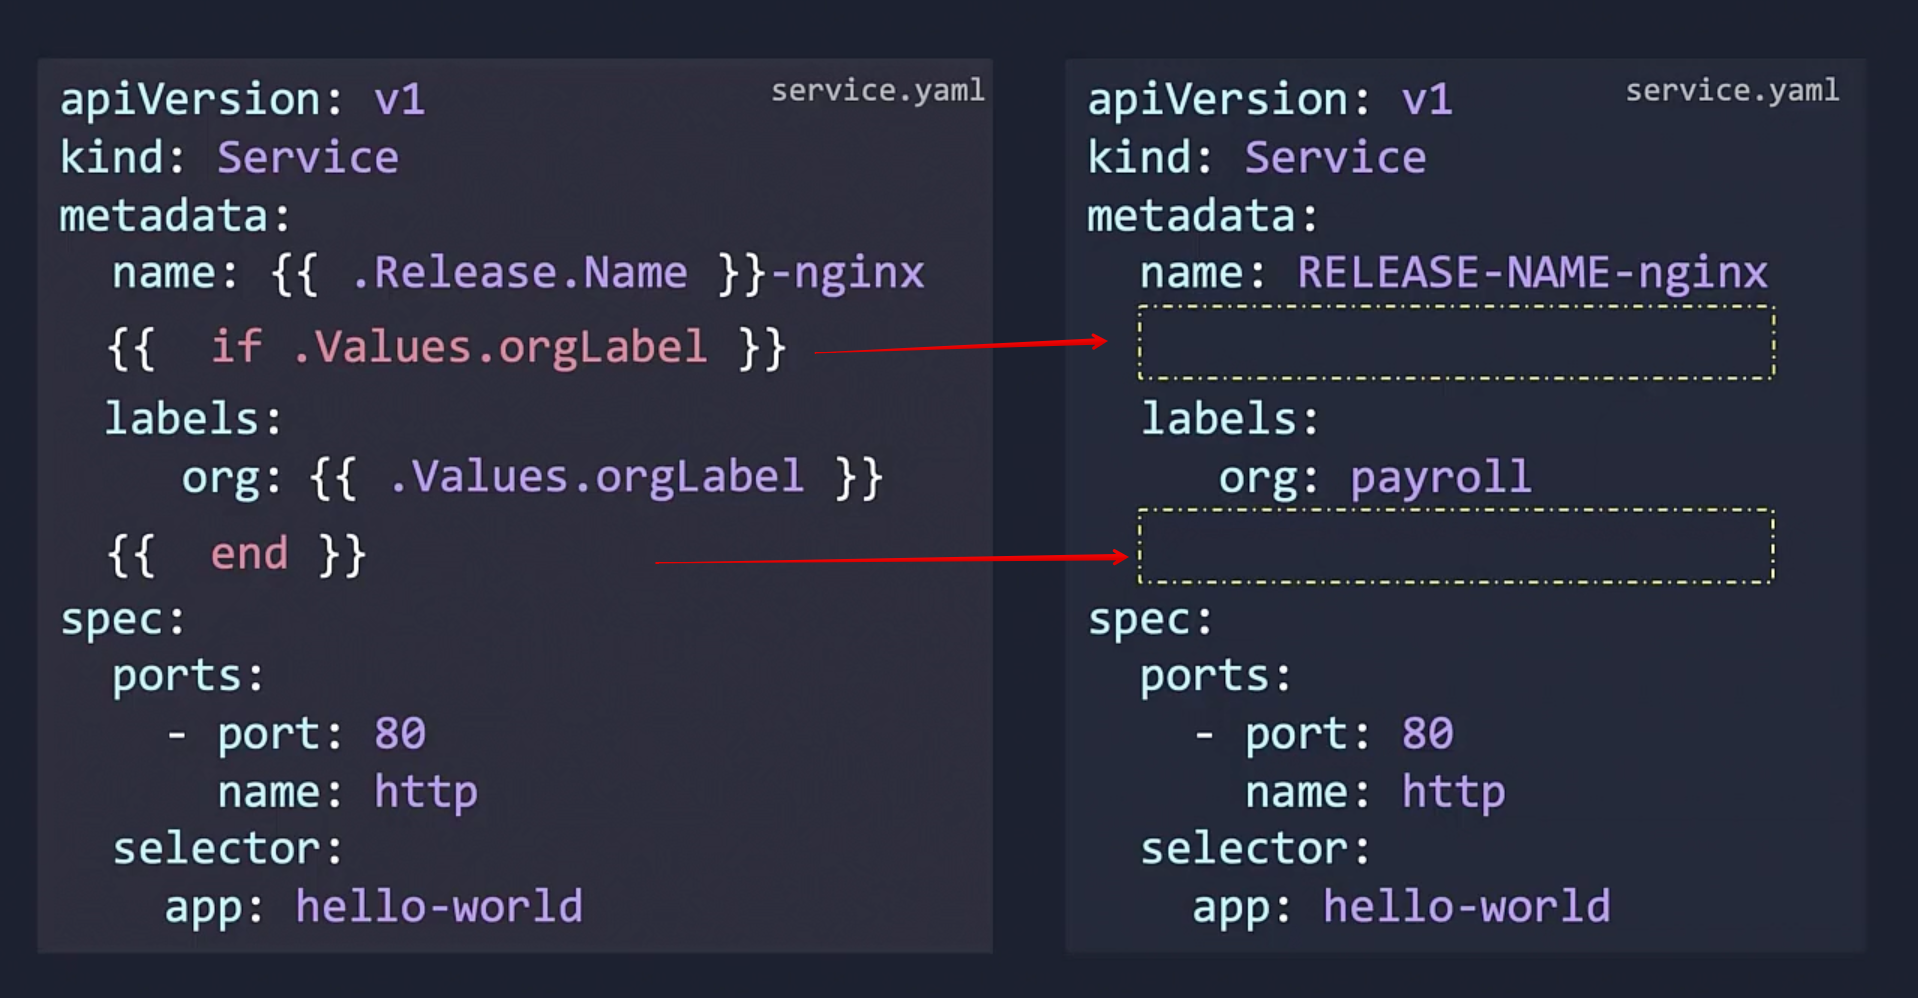 service.yaml
apiVersion: v1
kind: Service
metadata:
  name: {{ .Release.Name }}-nginx
  {{  if .Values.orgLabel }}
  labels:
     org: {{ .Values.orgLabel }}
  {{  end }}
spec:
  ports:
    - port: 80
      name: http
  selector:
    app: hello-world
service.yaml
apiVersion: v1
kind: Service
metadata:
  name: RELEASE-NAME-nginx
  labels:
     org: payroll
spec:
  ports:
    - port: 80
      name: http
  selector:
    app: hello-world